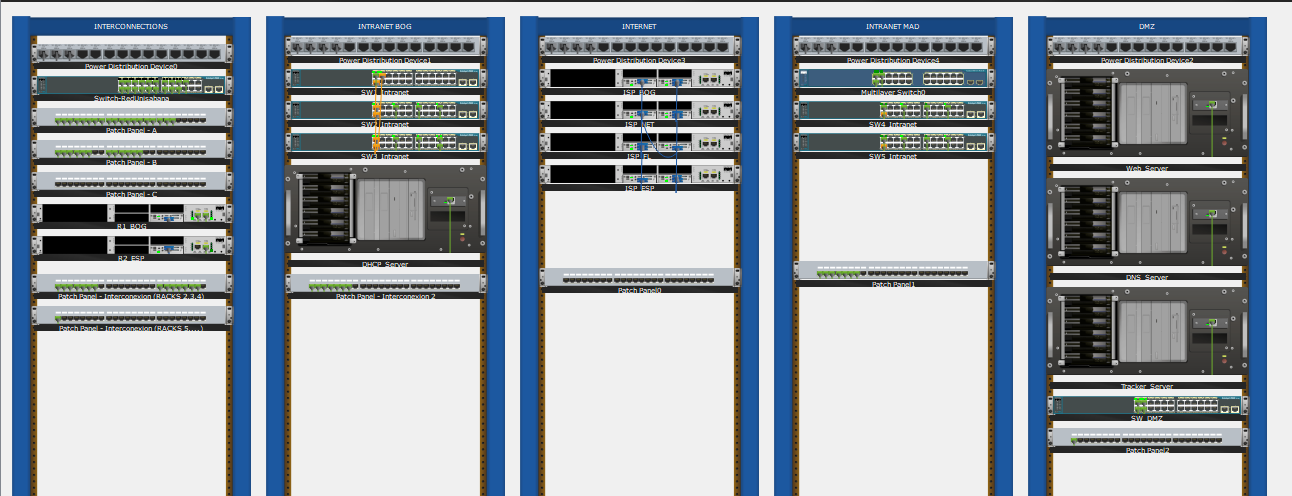 INTERCONNECTIONS
Power Distribution Device0
Switch-RedUnisabana
Patch Panel - A
Patch Panel - B
Patch Panel - C
R1_BOG
R2_ESP
Patch Panel - Interconexion (RACKS 2,3,4)
Patch Panel - Interconexion (RACKS 5,...)
INTRANET BOG
Power Distribution Device1
SW1_Intranet
SW2_Intranet
SW3_Intranet
DHCP_Server
Patch Panel - Interconexion 2
INTERNET
Power Distribution Device3
ISP_BOG
ISP_NET
ISP_FL
ISP_ESP
Patch Panel0
INTRANET MAD
Power Distribution Device4
Multilayer Switch0
SW4_Intranet
SW5_Intranet
Patch Panel1
DMZ
Power Distribution Device2
Web_Server
DNS_Server
Tracker_Server
SW_DMZ
Patch Panel2